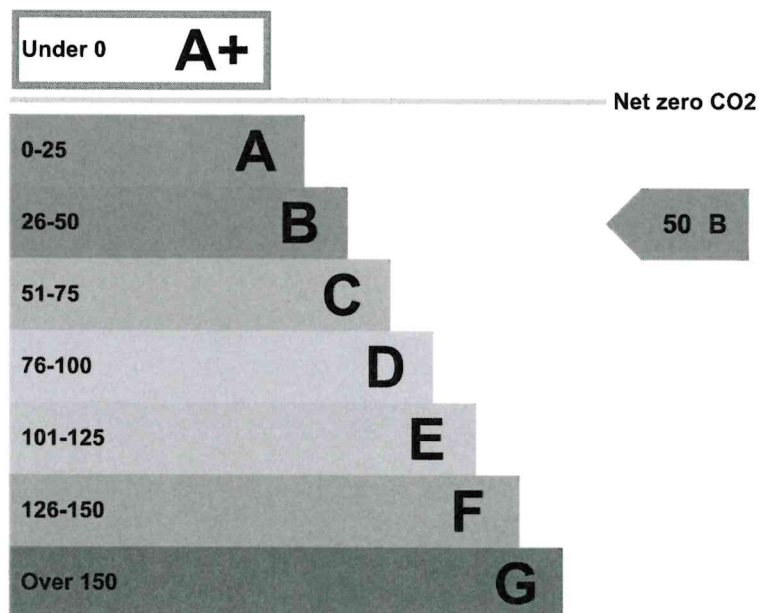 Under 0 A+
Net zero CO2
0-25 A
26-50 B
50 B
51-75 C
76-100 D
101-125 E
126-150 F
Over 150 G